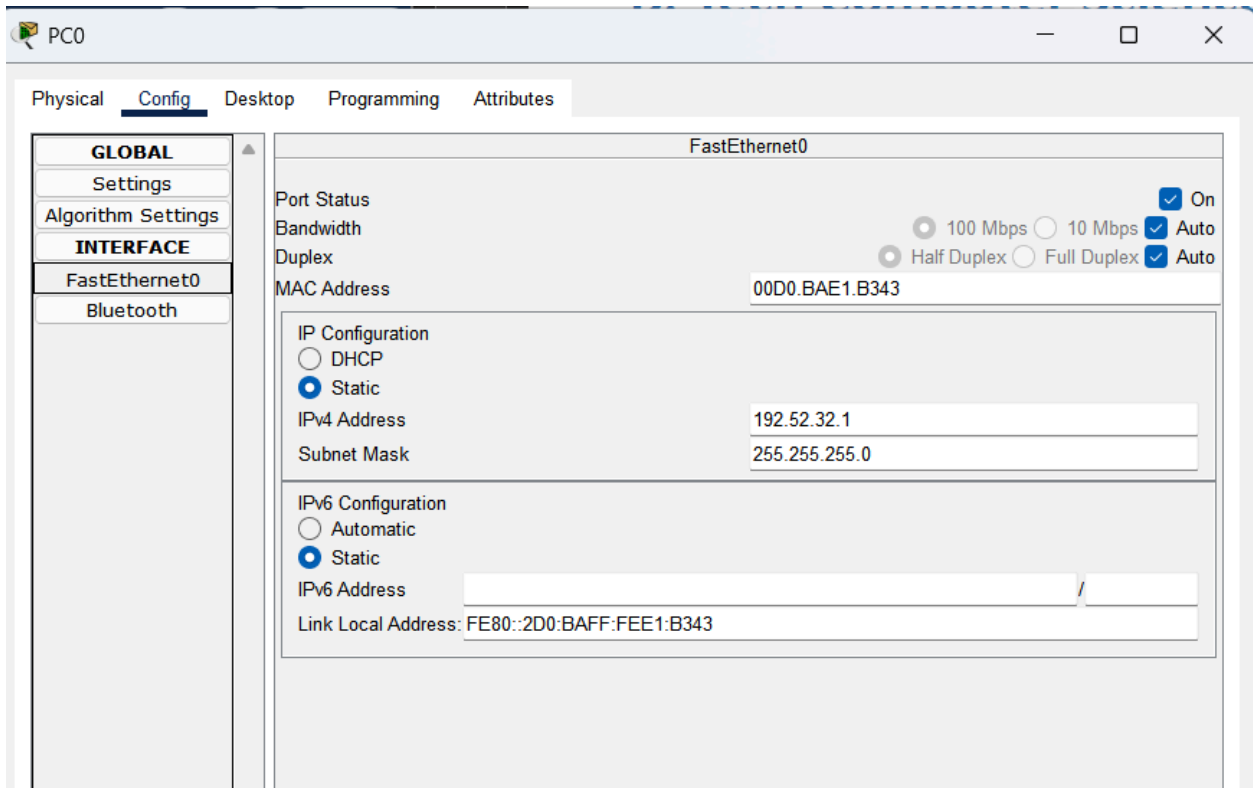 PC0
Physical Config Desktop Programming Attributes
GLOBAL
Settings
Algorithm Settings
INTERFACE
FastEthernet0
Bluetooth
FastEthernet0
Port Status On
Bandwidth 100 Mbps 10 Mbps Auto
Duplex Half Duplex Full Duplex Auto
MAC Address 00D0.BAE1.B343
IP Configuration
DHCP
Static
IPv4 Address 192.52.32.1
Subnet Mask 255.255.255.0
IPv6 Configuration
Automatic
Static
IPv6 Address /
Link Local Address: FE80::2D0:BAFF:FEE1:B343